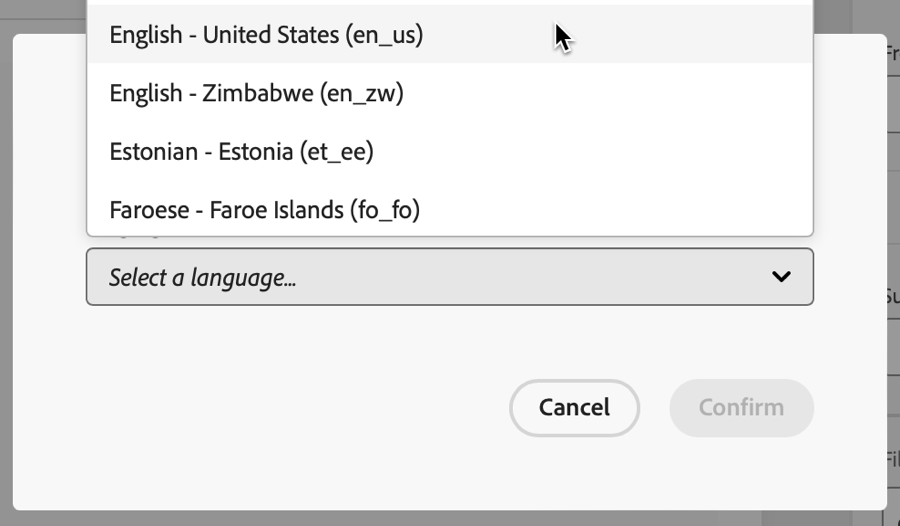 English - United States (en_us)
English - Zimbabwe (en_zw)
Estonian - Estonia (et_ee)
Faroese - Faroe Islands (fo_fo)
Select a language...
Cancel
Confirm